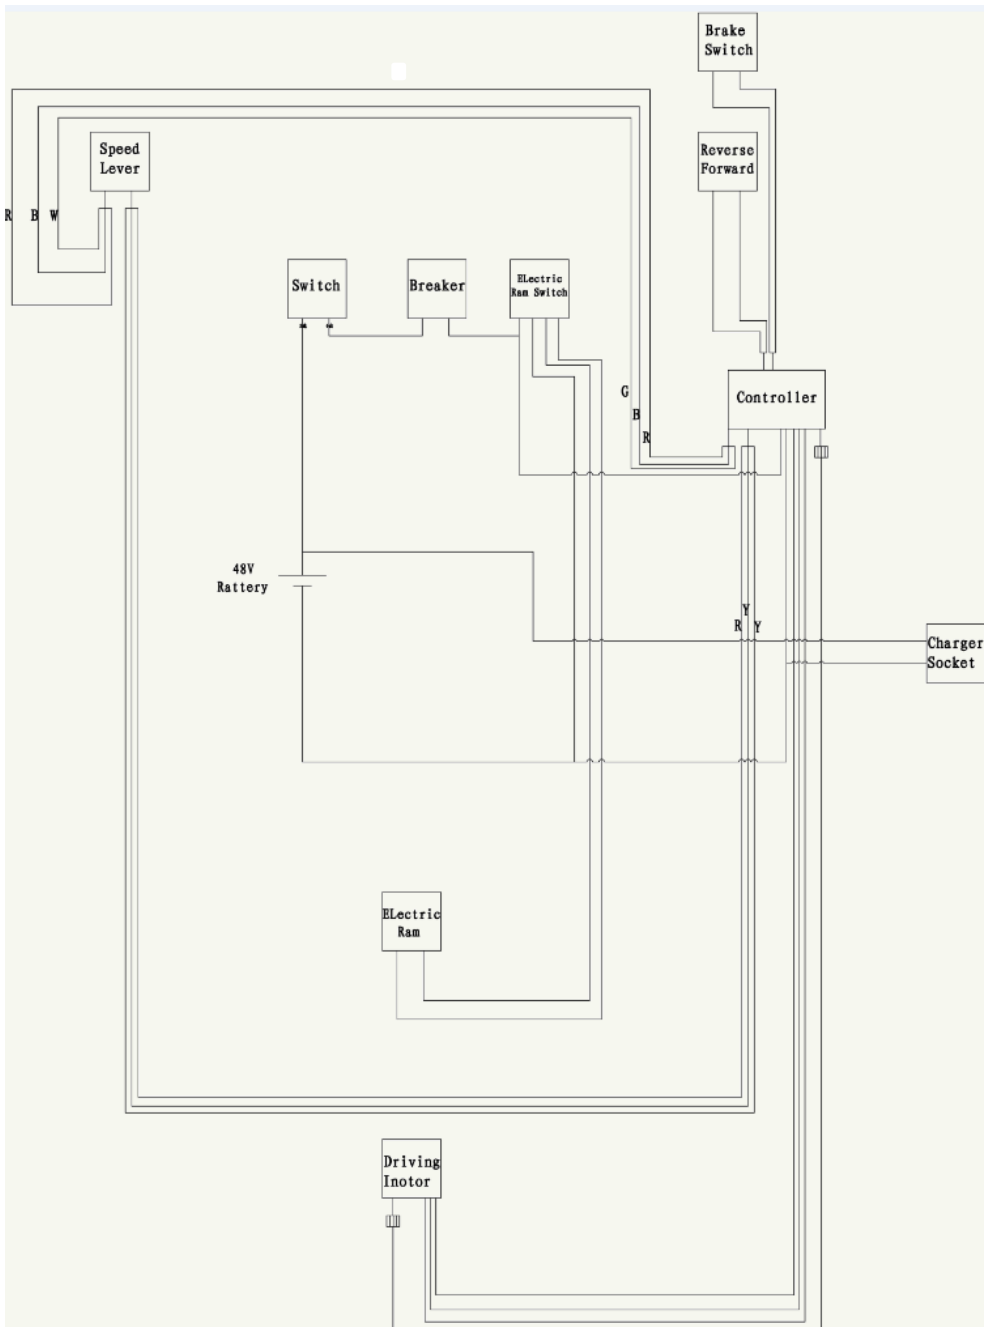 Brake
Switch
Speed
Lever
Reverse
Forward
R B W
Switch
Breaker
ELectric
Ram Switch
G
B
R
Controller
48V
Rattery
Y
R Y
Charger
Socket
ELectric
Ram
Driving
Inotor